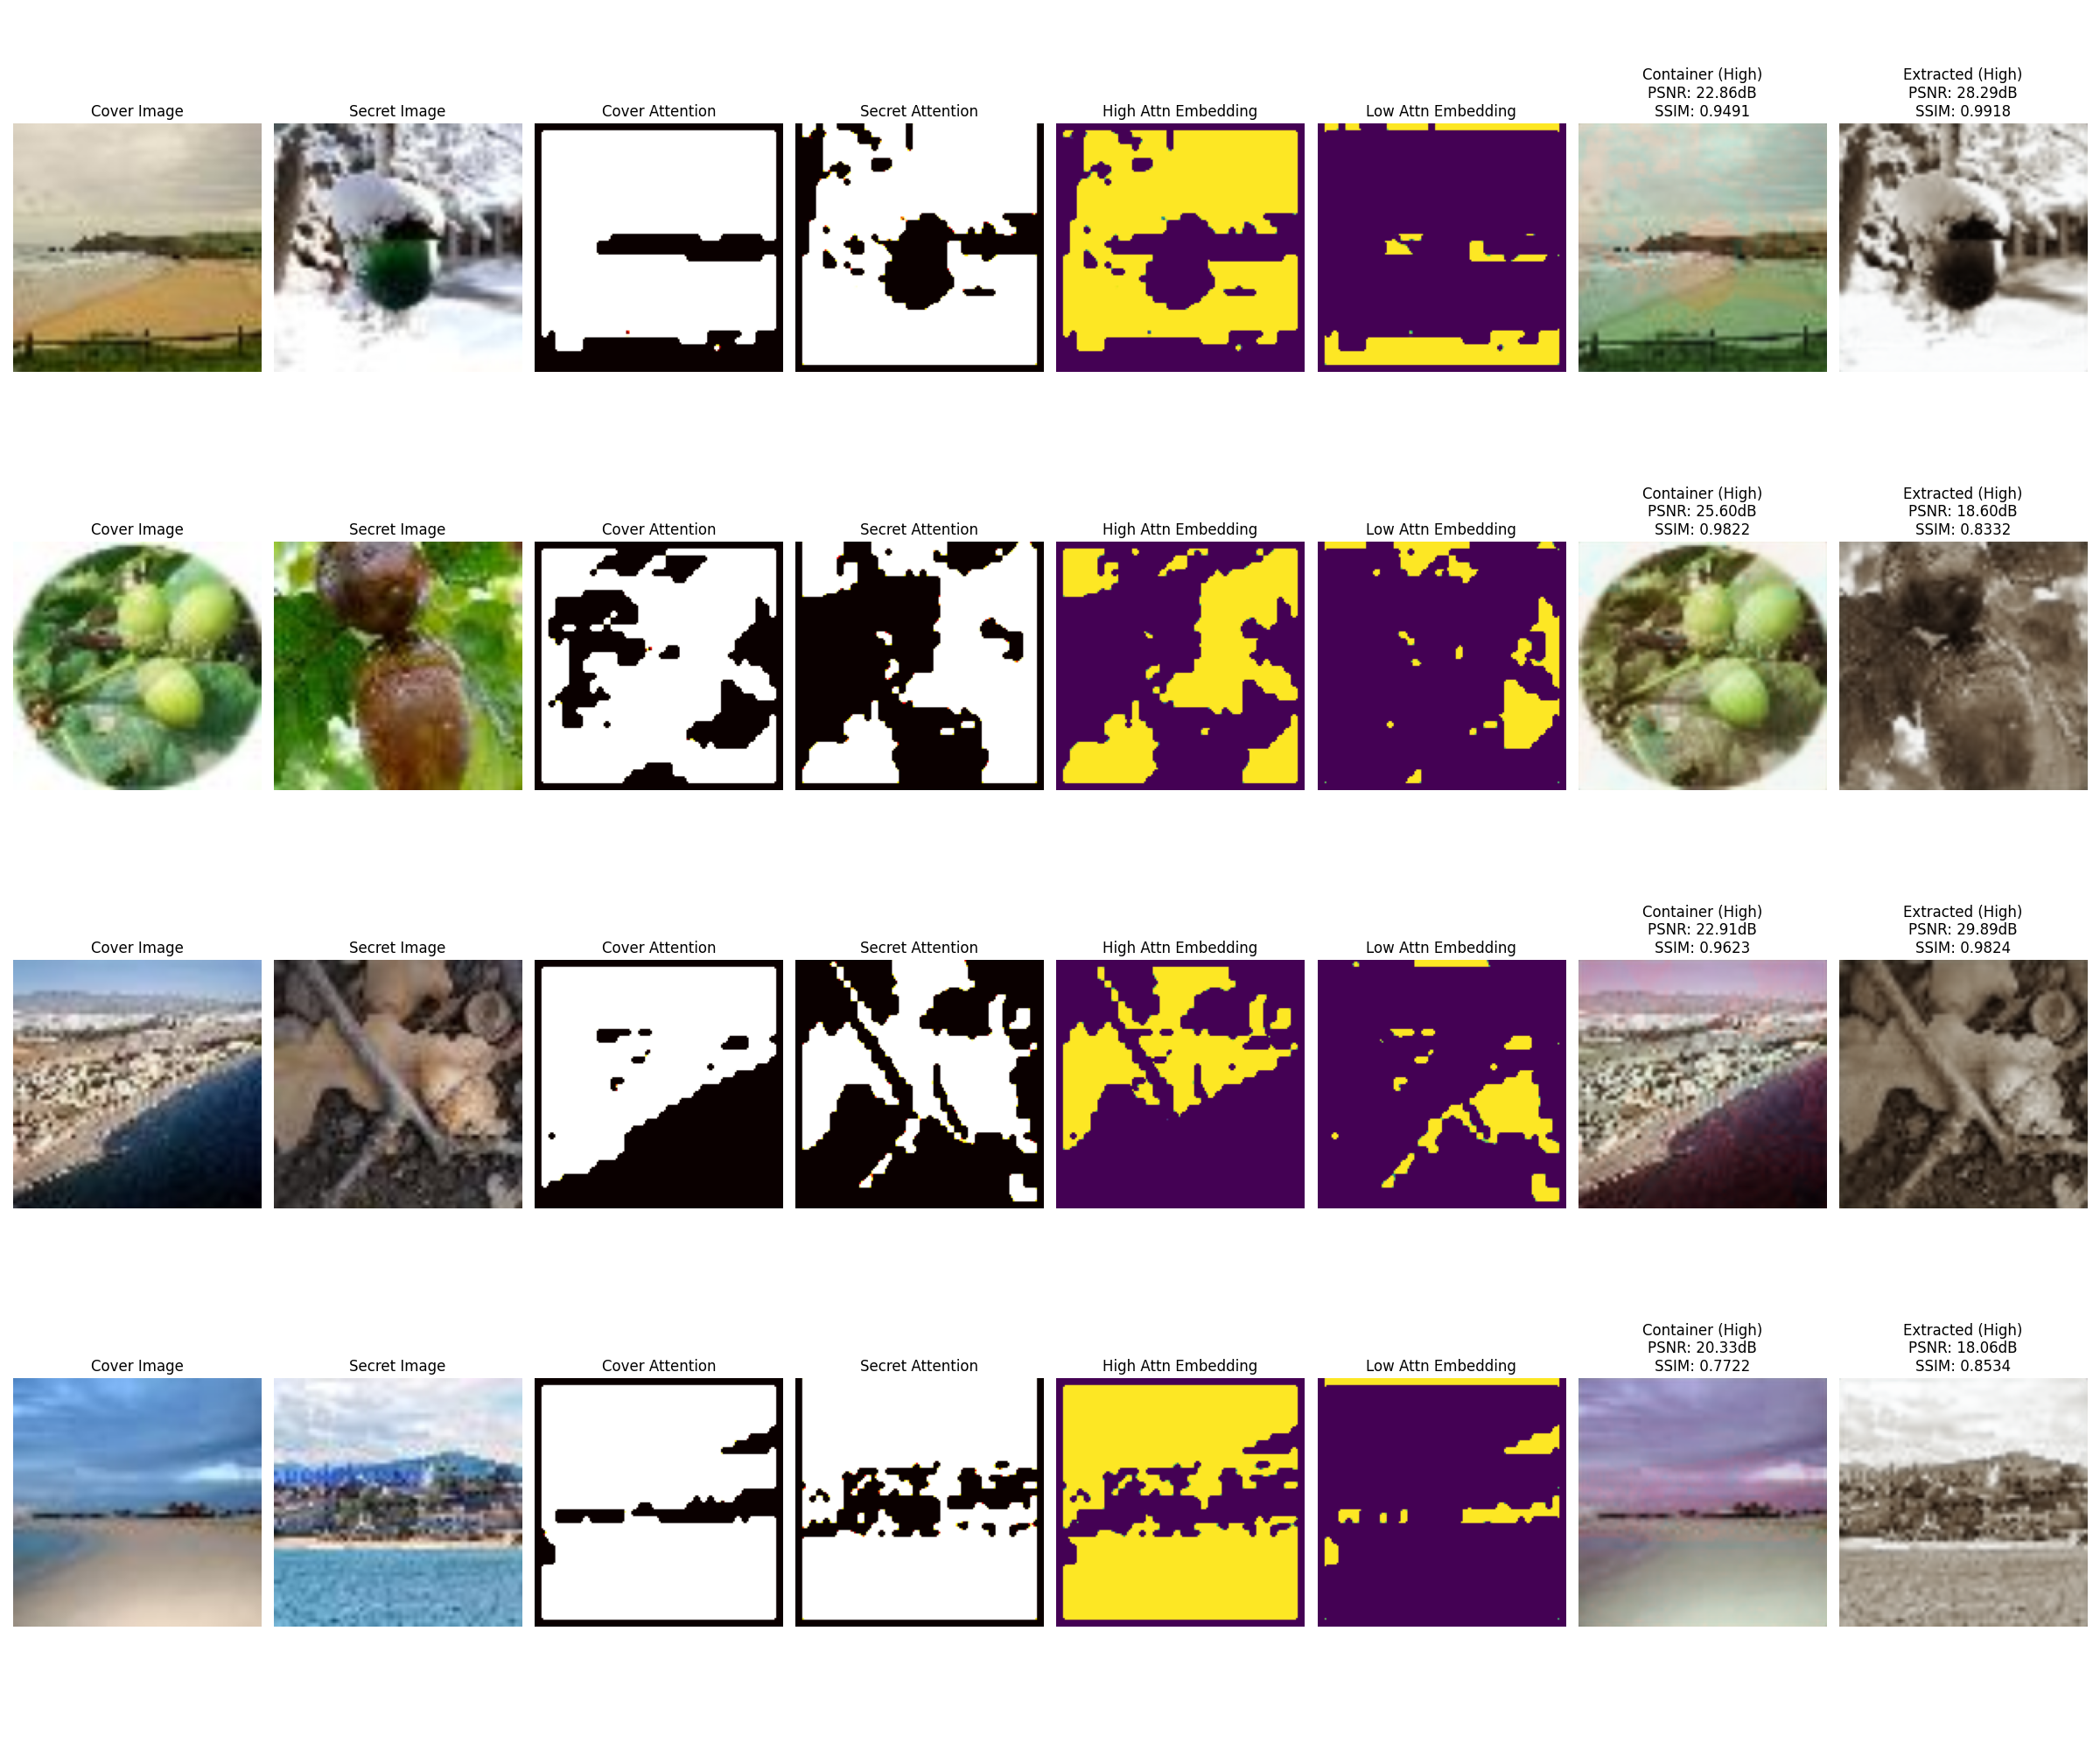 Cover Image
Secret Image
Cover Attention
Secret Attention
High Attn Embedding
Low Attn Embedding
Container (High)
PSNR: 22.86dB
SSIM: 0.9491
Extracted (High)
PSNR: 28.29dB
SSIM: 0.9918
Cover Image
Secret Image
Cover Attention
Secret Attention
High Attn Embedding
Low Attn Embedding
Container (High)
PSNR: 25.60dB
SSIM: 0.9822
Extracted (High)
PSNR: 18.60dB
SSIM: 0.8332
Cover Image
Secret Image
Cover Attention
Secret Attention
High Attn Embedding
Low Attn Embedding
Container (High)
PSNR: 22.91dB
SSIM: 0.9623
Extracted (High)
PSNR: 29.89dB
SSIM: 0.9824
Cover Image
Secret Image
Cover Attention
Secret Attention
High Attn Embedding
Low Attn Embedding
Container (High)
PSNR: 20.33dB
SSIM: 0.7722
Extracted (High)
PSNR: 18.06dB
SSIM: 0.8534